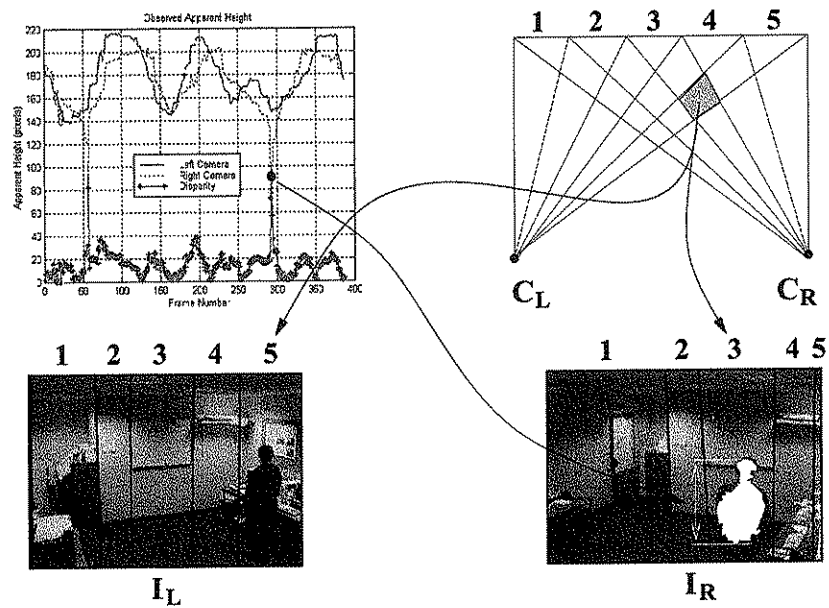 Observed Apparent Height
220
200
180
160
140
120
100
80
60
40
20
0
Apparent Height (pixels)
Left Camera
Right Camera
Disparity
0 50 100 150 200 250 300 350 400
Frame Number
1 2 3 4 5
C_L C_R
1 2 3 4 5
I_L
1 2 3 4 5
I_R